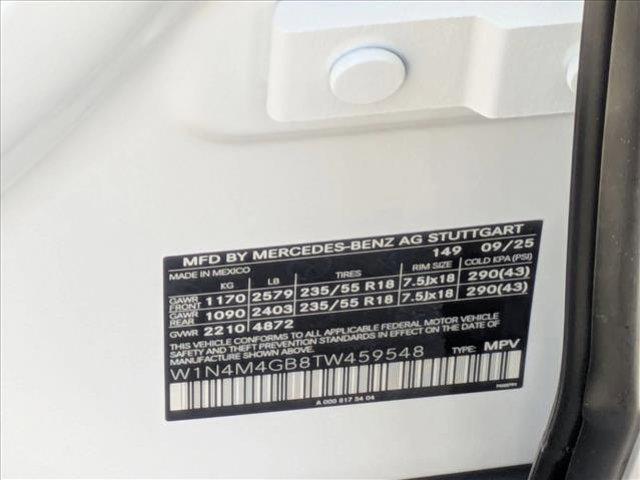 MFD BY MERCEDES-BENZ AG STUTTGART
149 09/25
MADE IN MEXICO
KG LB TIRES RIM SIZE COLD KPA (PSI)
GAWR FRONT 1170 2579 235/55 R18 7.5Jx18 290(43)
GAWR REAR 1090 2403 235/55 R18 7.5Jx18 290(43)
GVWR 2210 4872
THIS VEHICLE CONFORMS TO ALL APPLICABLE FEDERAL MOTOR VEHICLE
SAFETY AND THEFT PREVENTION STANDARDS IN EFFECT ON THE DATE OF
MANUFACTURE SHOWN ABOVE.
W1N4M4GB8TW459548 TYPE: MPV
A 000 817 54 04